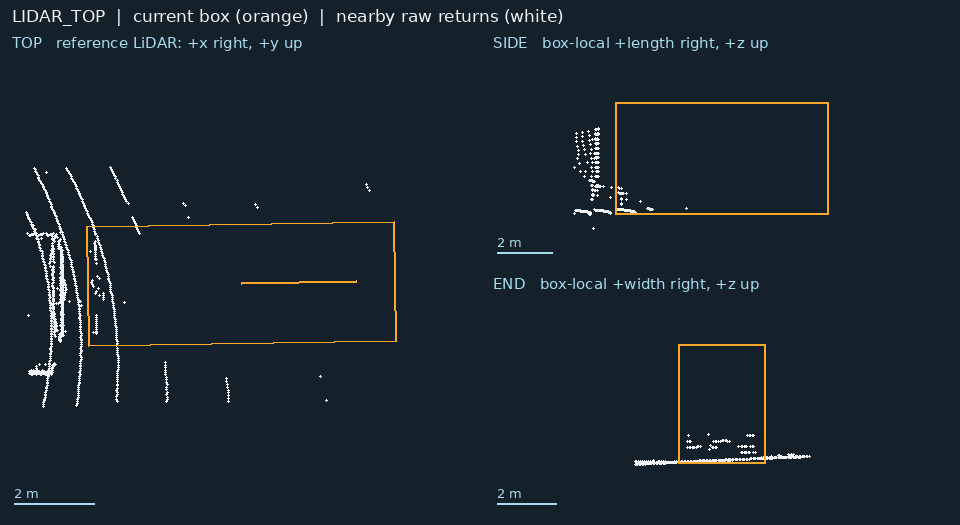 LIDAR_TOP | current box (orange) | nearby raw returns (white)
TOP reference LiDAR: +x right, +y up
SIDE box-local +length right, +z up
2 m
END box-local +width right, +z up
2 m
2 m